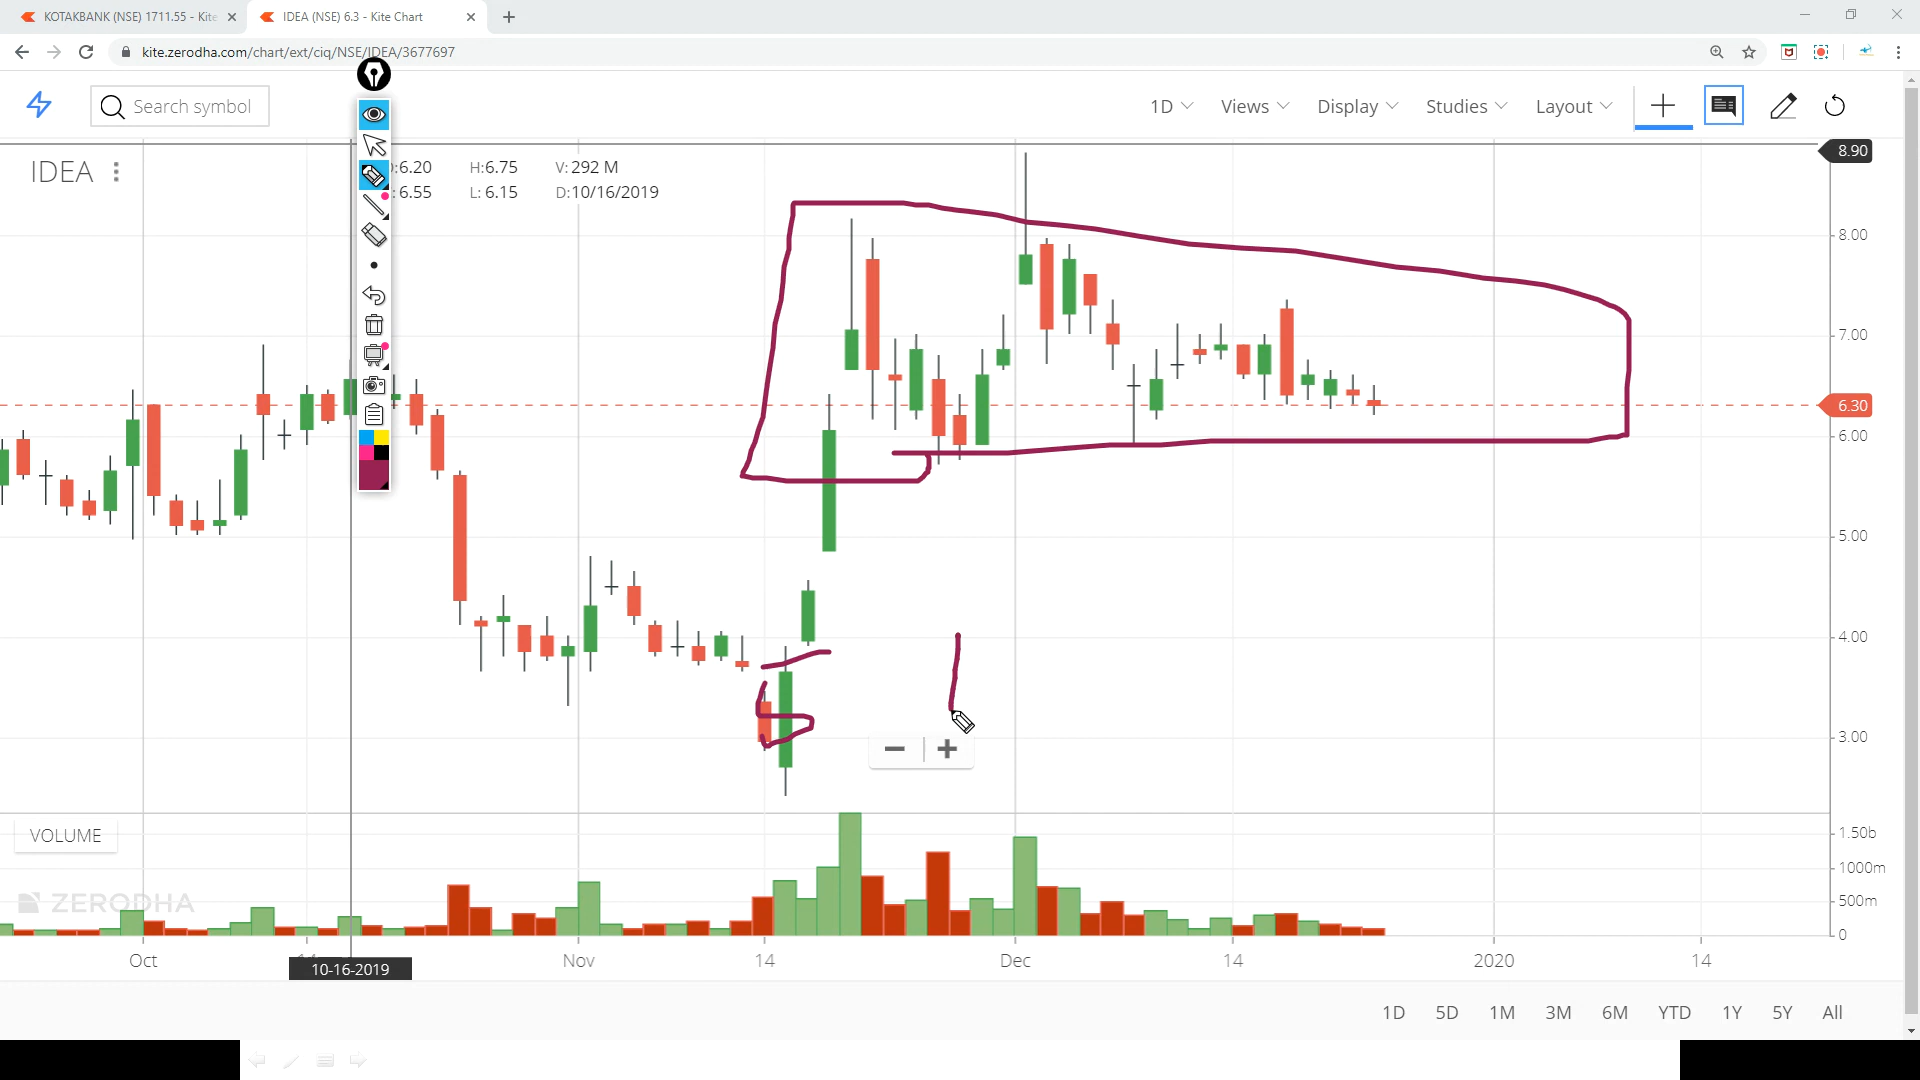 KOTAKBANK (NSE) 1711.55 - Kite
IDEA (NSE) 6.3 - Kite Chart
kite.zerodha.com/chart/ext/ciq/NSE/IDEA/3677697
Search symbol
1D Views Display Studies Layout
IDEA
:6.20 H:6.75 V:292 M
: 6.55 L: 6.15 D:10/16/2019
8.90
8.00
7.00
6.30
6.00
5.00
4.00
3.00
VOLUME
1.50b
1000m
500m
0
ZERODHA
Oct Nov 14 Dec 14 2020 14
10-16-2019
1D 5D 1M 3M 6M YTD 1Y 5Y All